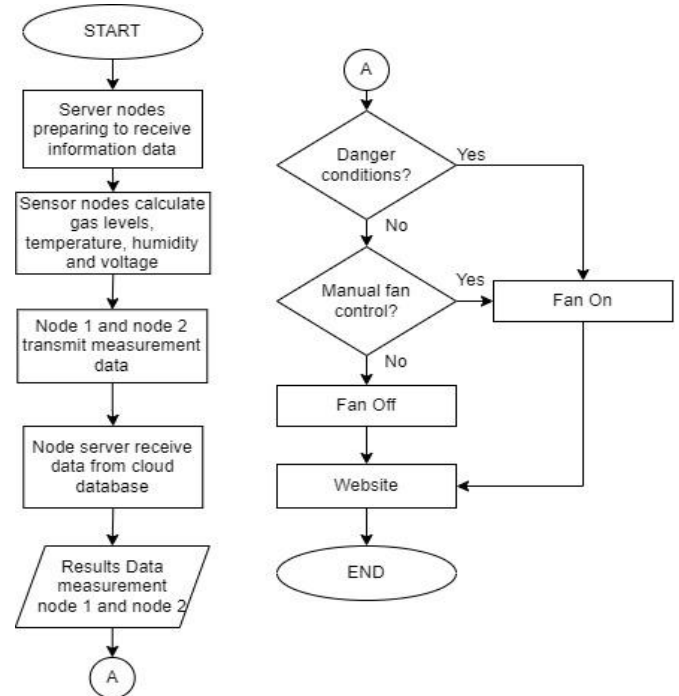 START
Server nodes
preparing to receive
information data
Sensor nodes calculate
gas levels,
temperature, humidity
and voltage
Node 1 and node 2
transmit measurement
data
Node server receive
data from cloud
database
Results Data
measurement
node 1 and node 2
A
A
Danger
conditions?
Yes
No
Manual fan
control?
Yes
No
Fan On
Fan Off
Website
END